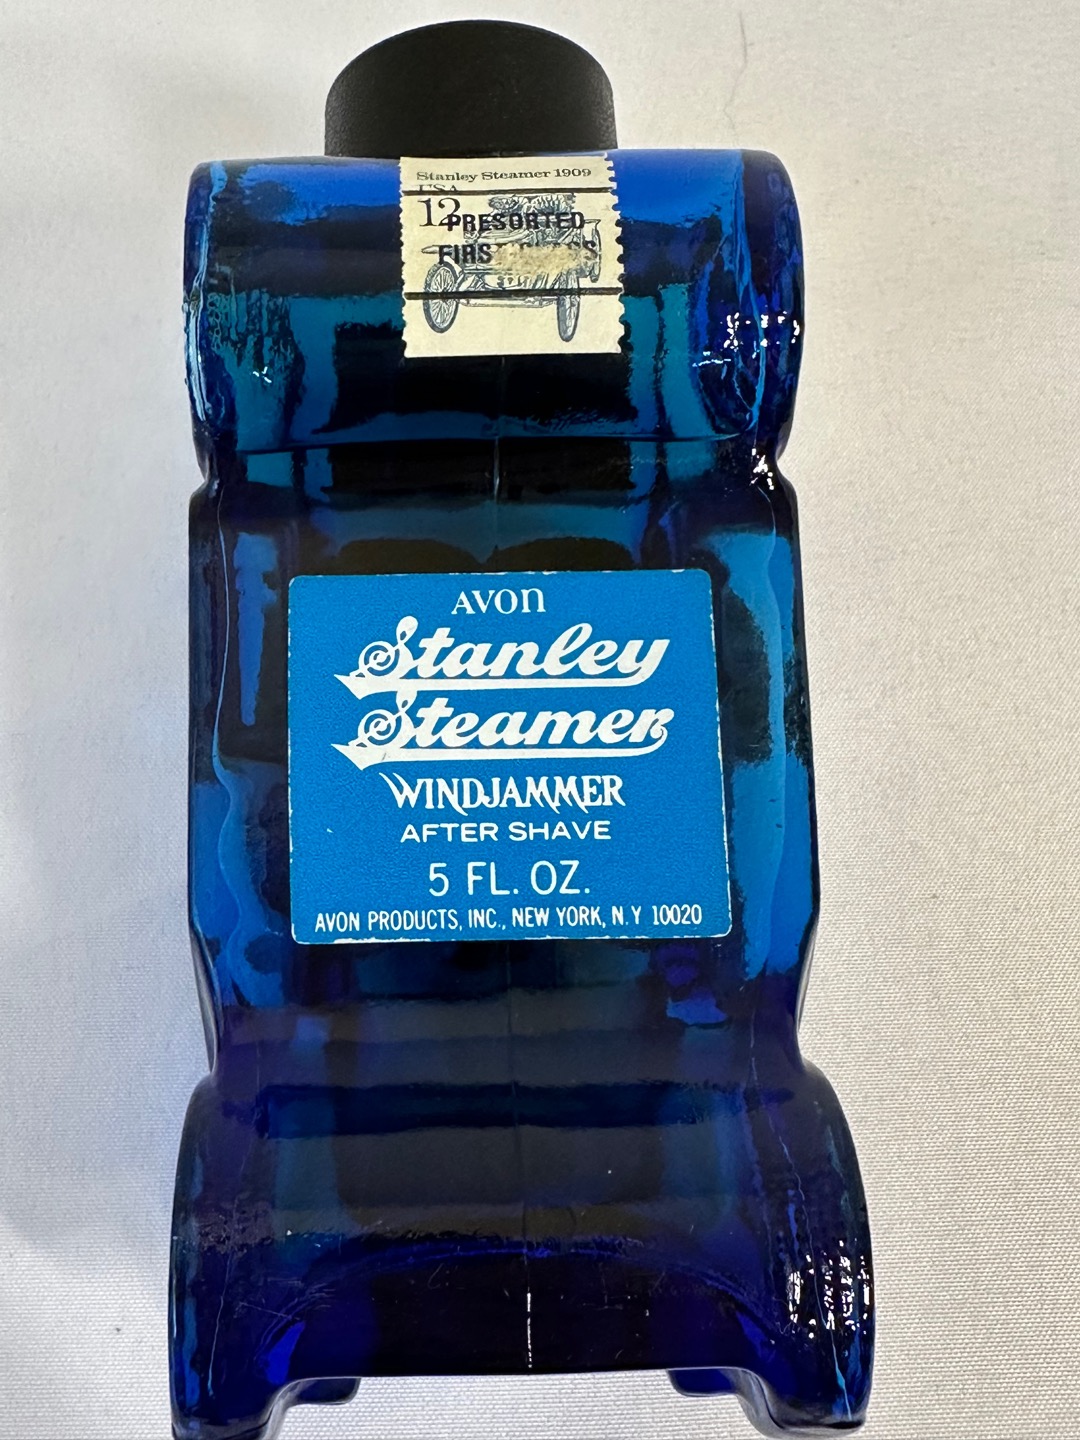 Stanley Steamer 1909
USA
12
PRESORTED
AVON
Stanley
Steamer
WINDJAMMER
AFTER SHAVE
5 FL. OZ.
AVON PRODUCTS, INC., NEW YORK, N.Y 10020